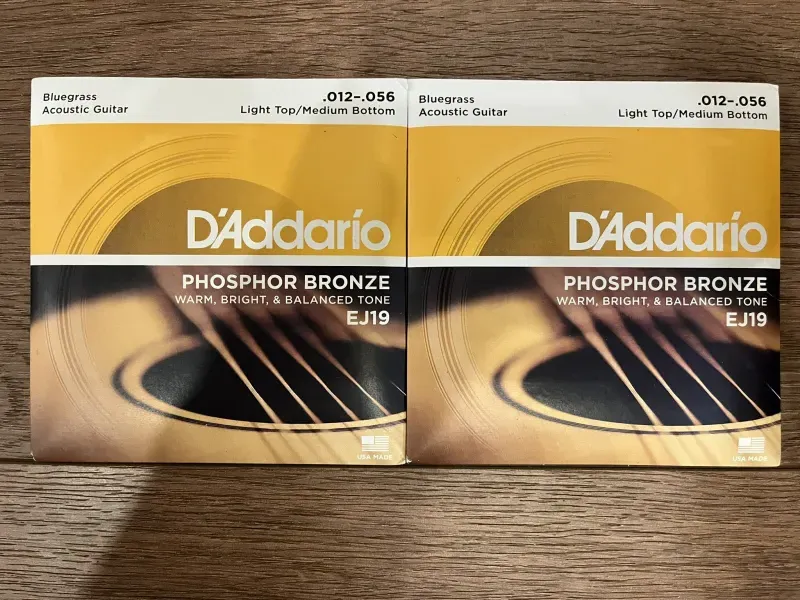 Bluegrass
Acoustic Guitar
.012–.056
Light Top/Medium Bottom
D'Addario
PHOSPHOR BRONZE
WARM, BRIGHT, & BALANCED TONE
EJ19
USA MADE
Bluegrass
Acoustic Guitar
.012–.056
Light Top/Medium Bottom
D'Addario
PHOSPHOR BRONZE
WARM, BRIGHT, & BALANCED TONE
EJ19
USA MADE